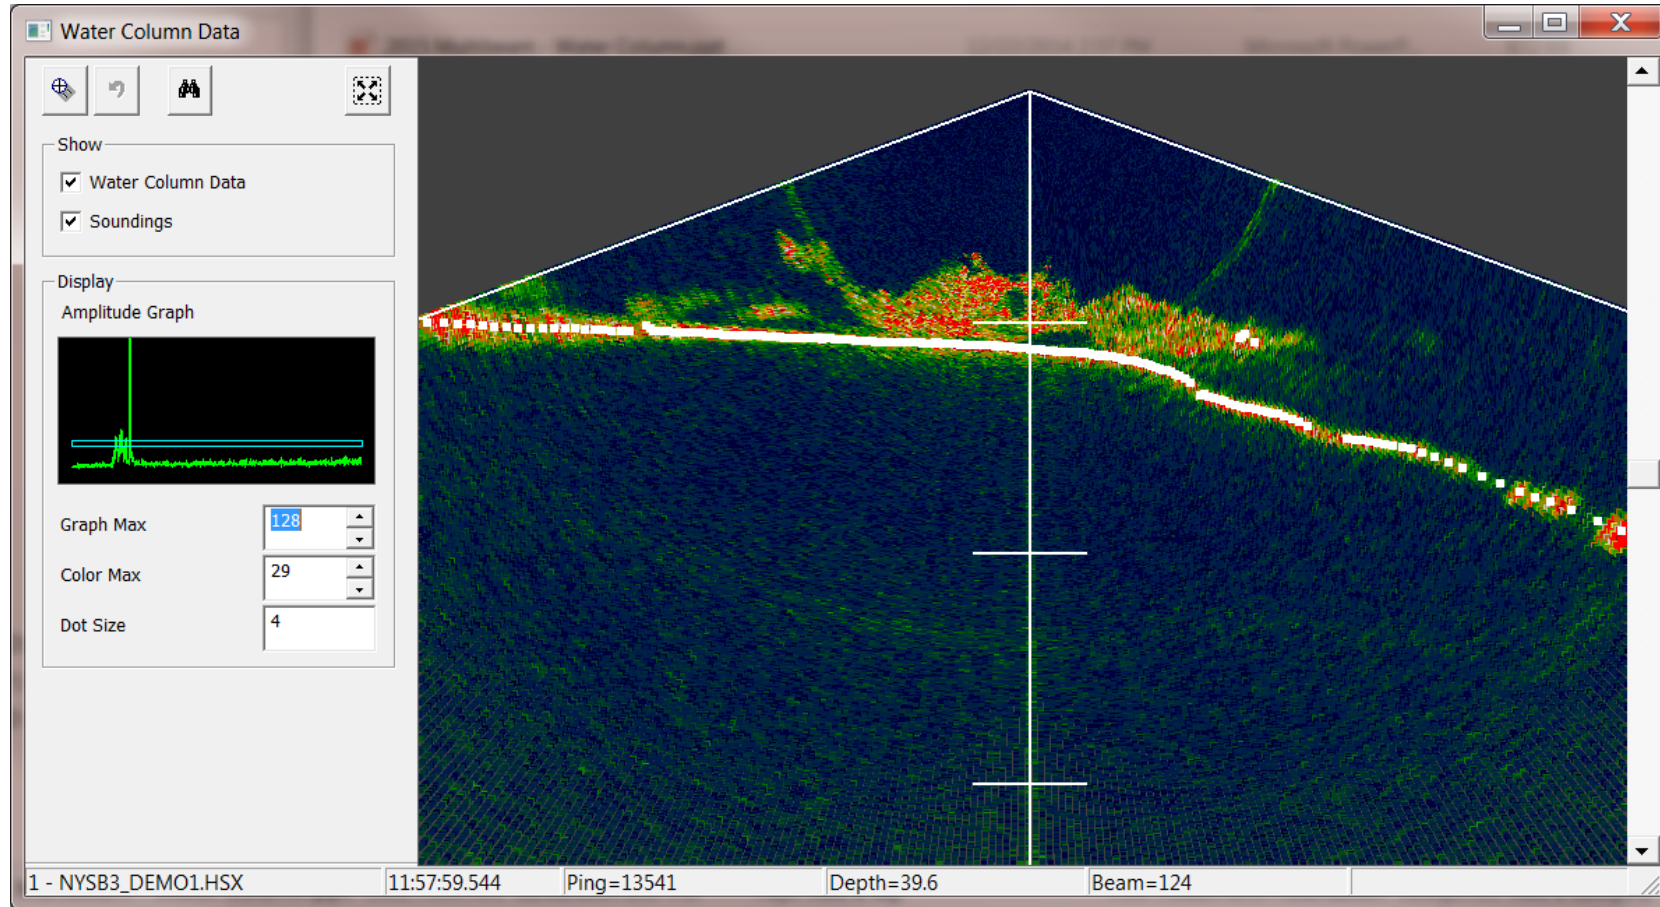 Water Column Data
Show
Water Column Data
Soundings
Display
Amplitude Graph
Graph Max 128
Color Max 29
Dot Size 4
1 - NYSB3_DEMO1.HSX 11:57:59.544 Ping=13541 Depth=39.6 Beam=124